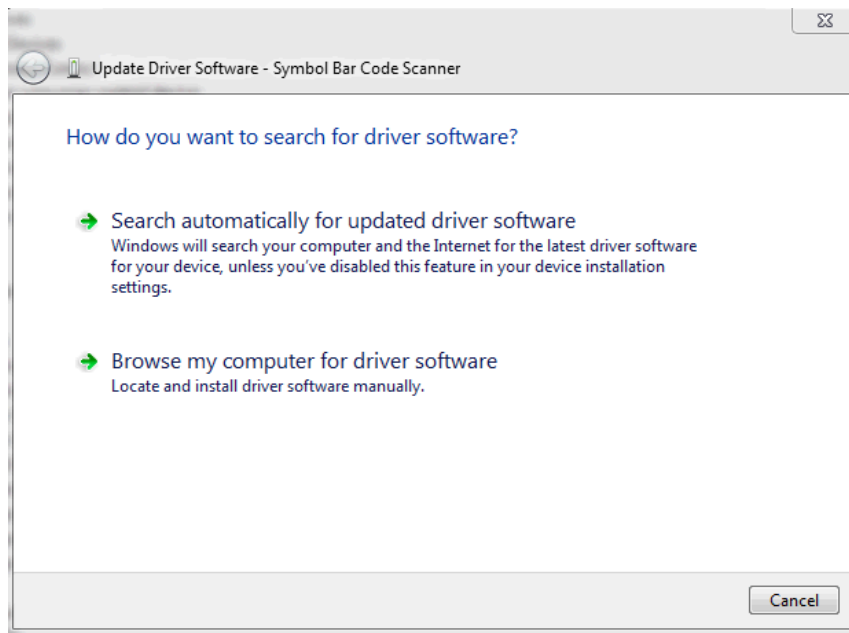 Update Driver Software - Symbol Bar Code Scanner
How do you want to search for driver software?
Search automatically for updated driver software
Windows will search your computer and the Internet for the latest driver software
for your device, unless you've disabled this feature in your device installation
settings.
Browse my computer for driver software
Locate and install driver software manually.
Cancel